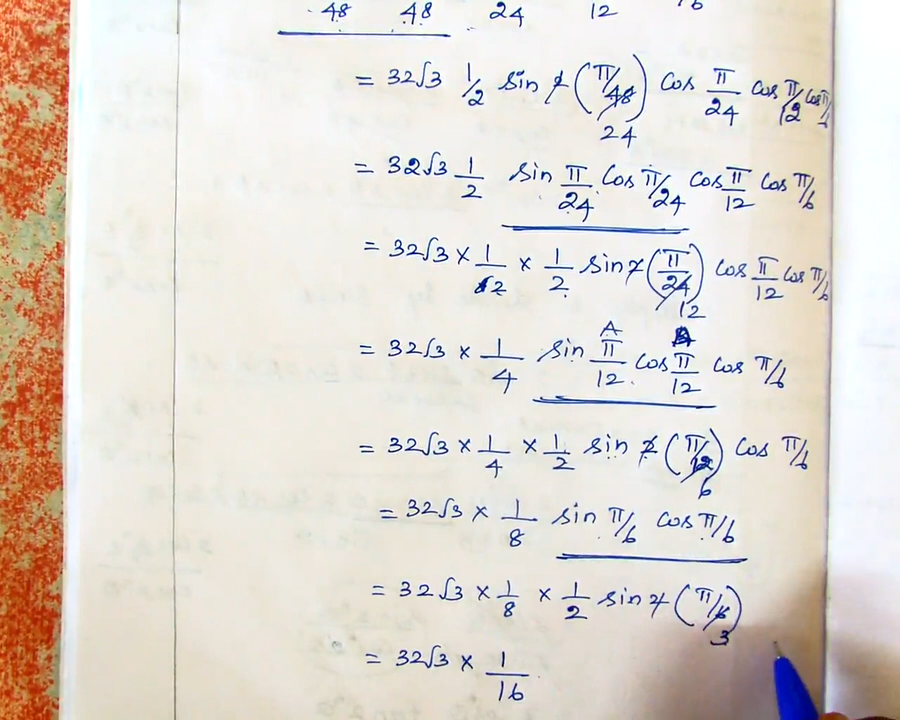 48 48 24 12 16
= 32√3 1/2 sin 2 (π/48) cos π/24 cos π/12 cos π/6
24
= 32√3 1/2 sin π/24 cos π/24 cos π/12 cos π/6
= 32√3 × 1/2 × 1/2 sin 2 (π/24) cos π/12 cos π/6
12
A A
= 32√3 × 1/4 sin π/12 cos π/12 cos π/6
= 32√3 × 1/4 × 1/2 sin 2 (π/12) cos π/6
6
= 32√3 × 1/8 sin π/6 cos π/6
= 32√3 × 1/8 × 1/2 sin 2 (π/6)
3
= 32√3 × 1/16